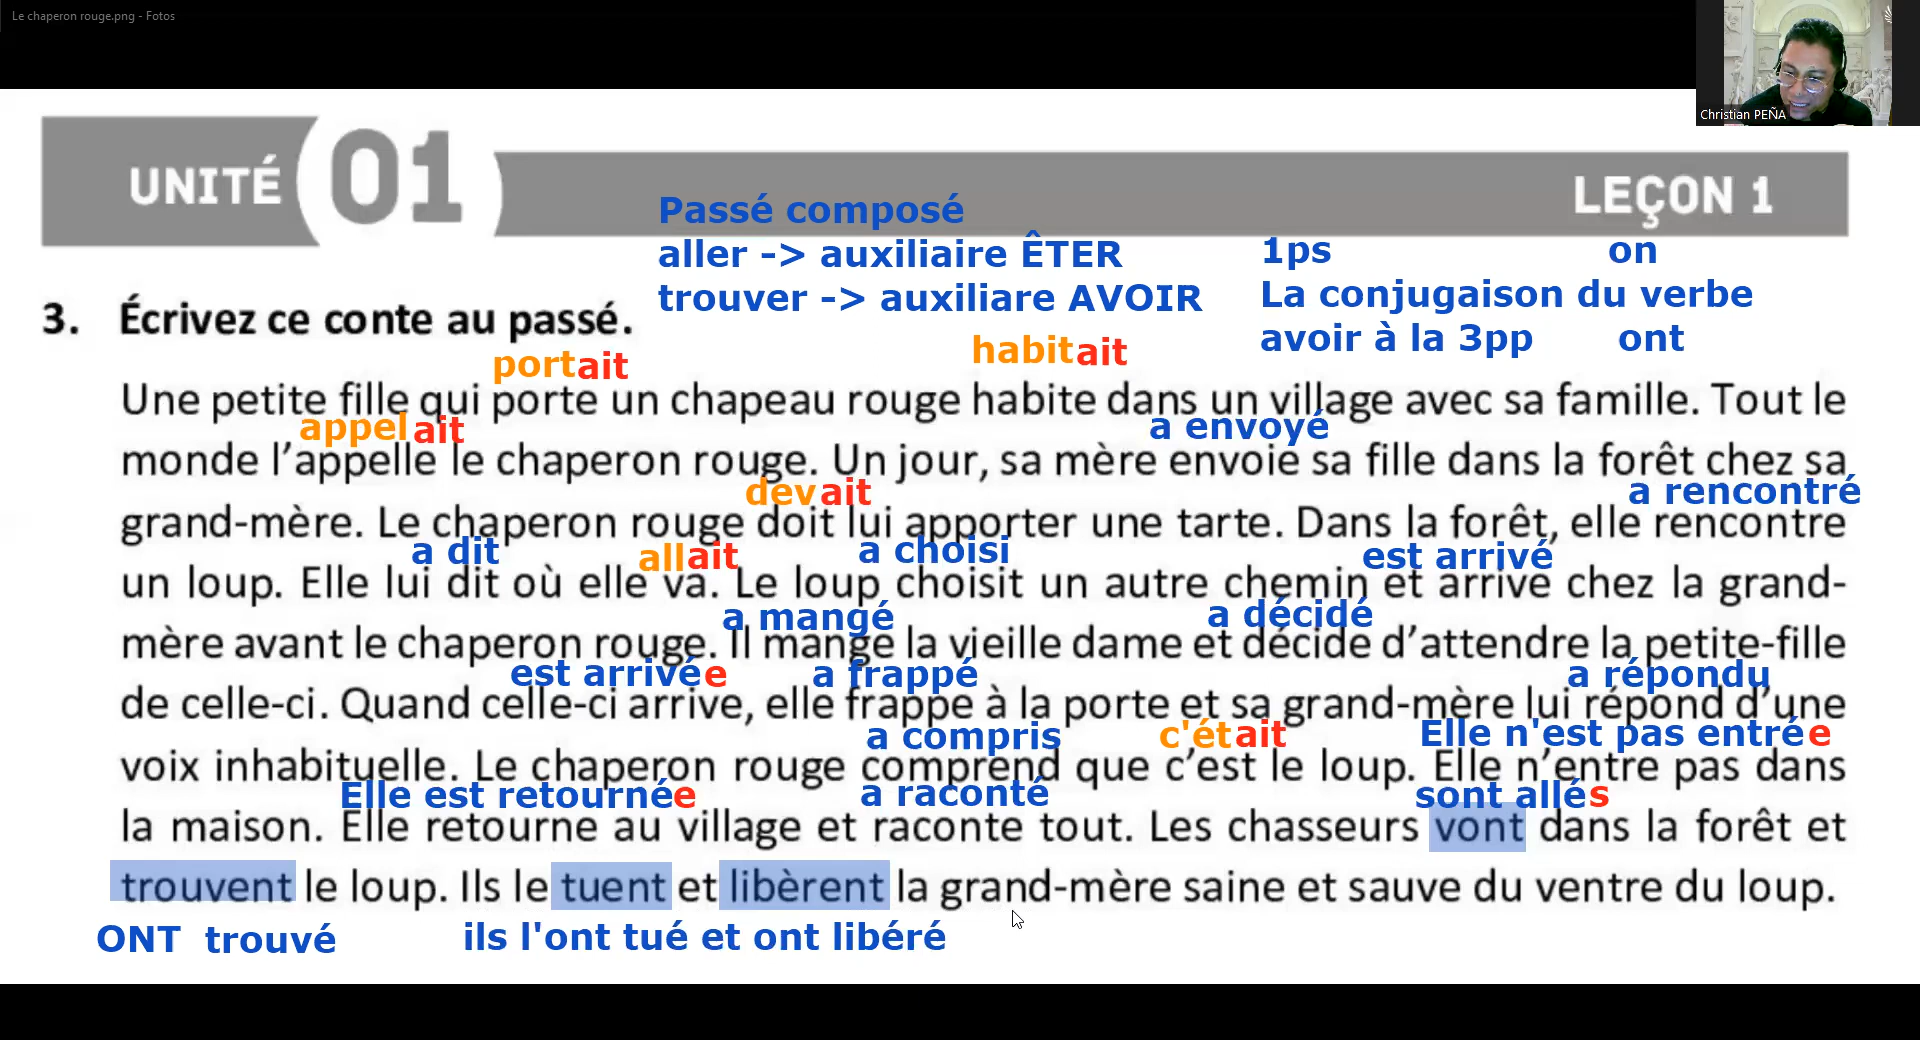 Le chaperon rouge.png - Fotos
Christian PEÑA
UNITÉ 01
LEÇON 1
Passé composé
aller -> auxiliaire ÊTER
trouver -> auxiliare AVOIR
1ps on
La conjugaison du verbe
avoir à la 3pp ont
3. Écrivez ce conte au passé.
portait habitait
Une petite fille qui porte un chapeau rouge habite dans un village avec sa famille. Tout le
appelait a envoyé
monde l'appelle le chaperon rouge. Un jour, sa mère envoie sa fille dans la forêt chez sa
devait a rencontré
grand-mère. Le chaperon rouge doit lui apporter une tarte. Dans la forêt, elle rencontre
a dit allait a choisi est arrivé
un loup. Elle lui dit où elle va. Le loup choisit un autre chemin et arrive chez la grand-
a mangé a décidé
mère avant le chaperon rouge. Il mange la vieille dame et décide d'attendre la petite-fille
est arrivée a frappé a répondu
de celle-ci. Quand celle-ci arrive, elle frappe à la porte et sa grand-mère lui répond d'une
a compris c'était Elle n'est pas entrée
voix inhabituelle. Le chaperon rouge comprend que c'est le loup. Elle n'entre pas dans
Elle est retournée a raconté sont allés
la maison. Elle retourne au village et raconte tout. Les chasseurs vont dans la forêt et
trouvent le loup. Ils le tuent et libèrent la grand-mère saine et sauve du ventre du loup.
ONT trouvé ils l'ont tué et ont libéré